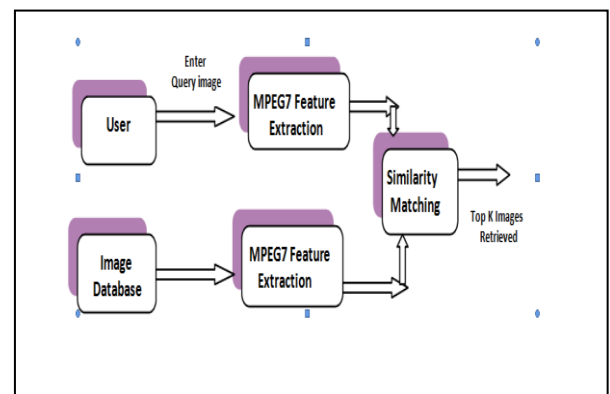 Enter
Query image
User
MPEG7 Feature
Extraction
Similarity
Matching
Top K Images
Retrieved
Image
Database
MPEG7 Feature
Extraction